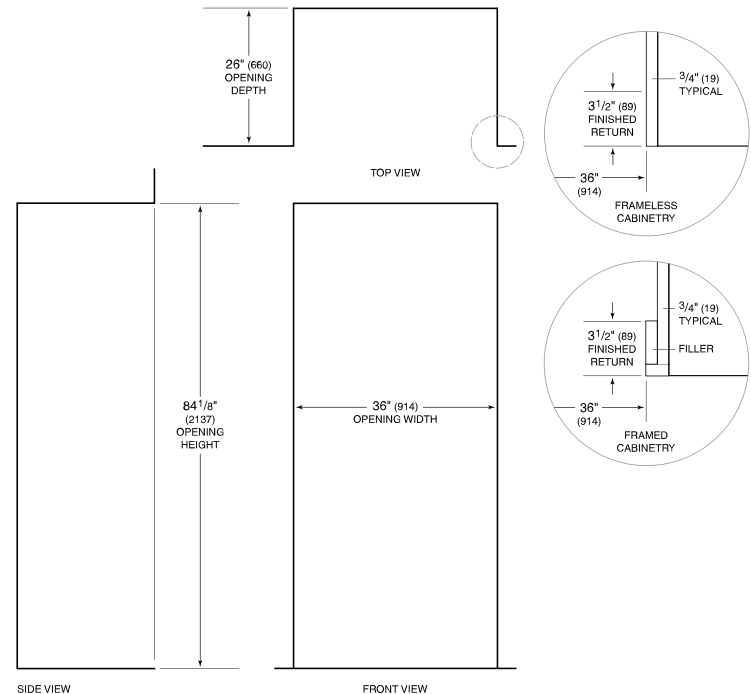 26" (660)
OPENING
DEPTH
TOP VIEW
3/4" (19)
TYPICAL
3 1/2" (89)
FINISHED
RETURN
36"
(914)
FRAMELESS
CABINETRY
84 1/8"
(2137)
OPENING
HEIGHT
36" (914)
OPENING WIDTH
3/4" (19)
TYPICAL
3 1/2" (89)
FINISHED
RETURN
FILLER
36"
(914)
FRAMED
CABINETRY
SIDE VIEW
FRONT VIEW